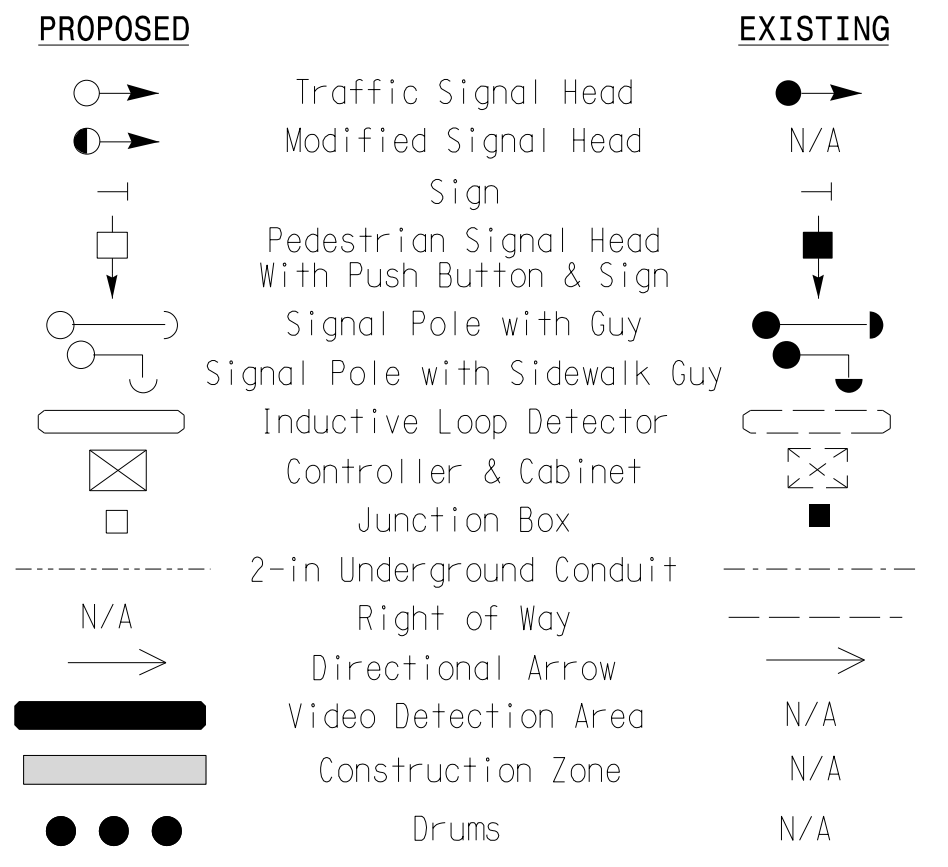 PROPOSED EXISTING
Traffic Signal Head
Modified Signal Head N/A
Sign
Pedestrian Signal Head
With Push Button & Sign
Signal Pole with Guy
Signal Pole with Sidewalk Guy
Inductive Loop Detector
Controller & Cabinet
Junction Box
2-in Underground Conduit
N/A Right of Way
Directional Arrow
Video Detection Area N/A
Construction Zone N/A
Drums N/A